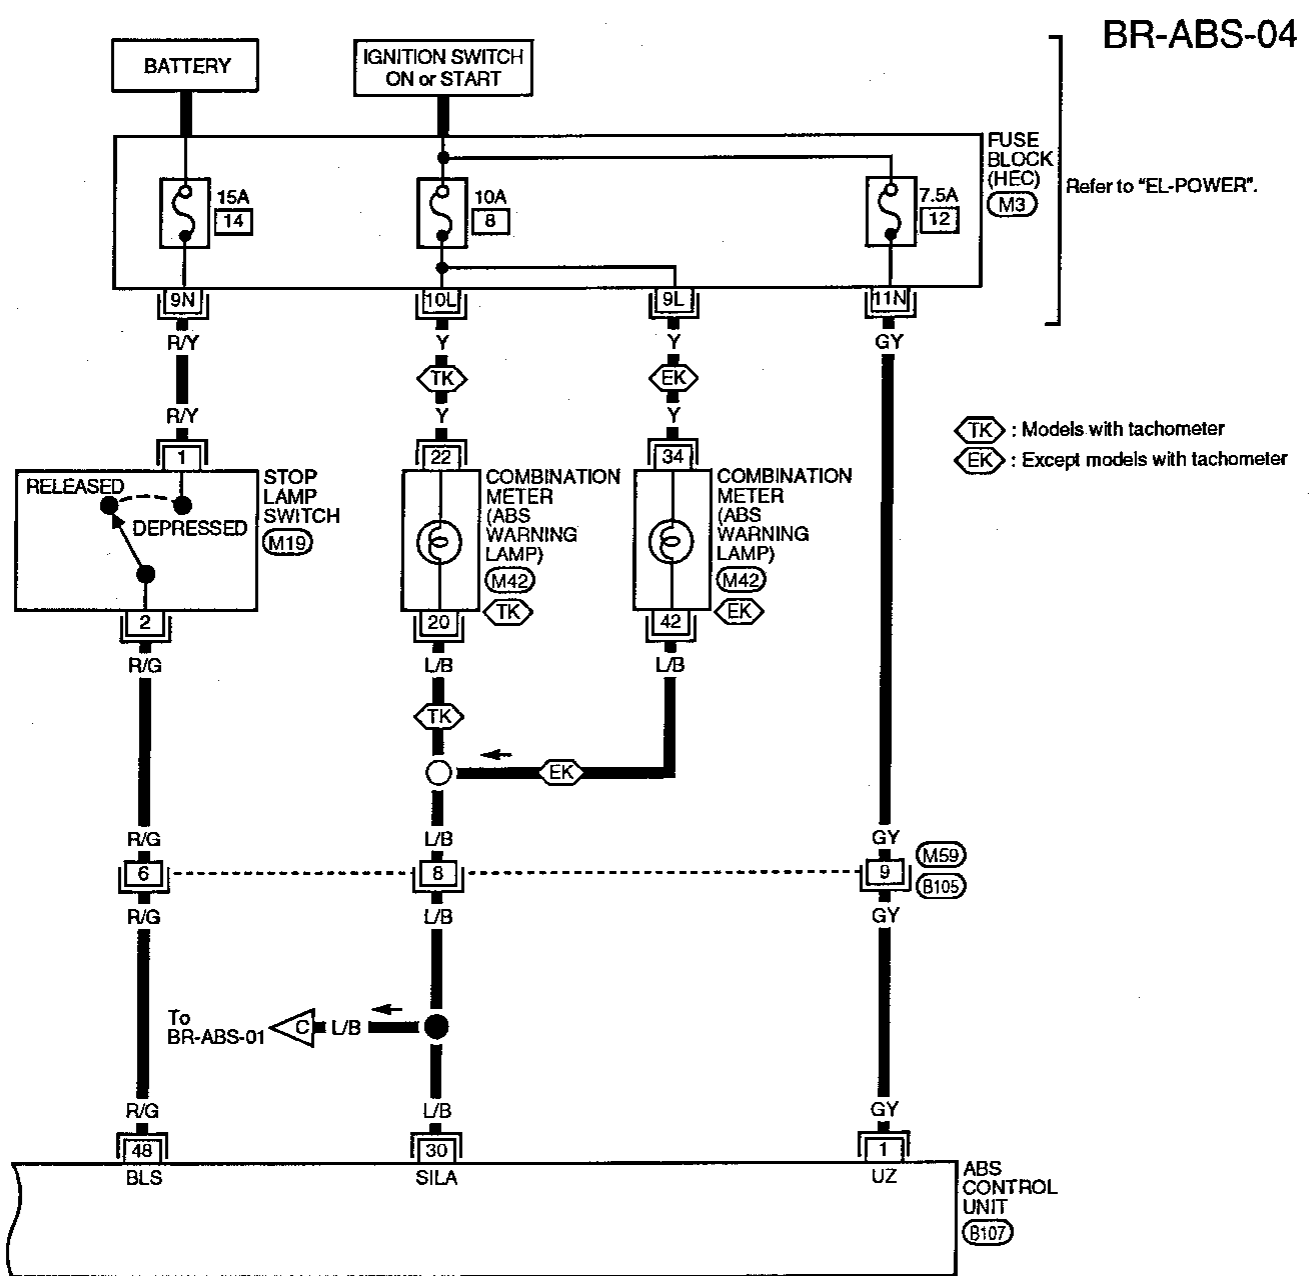 BR-ABS-04
BATTERY
IGNITION SWITCH
ON or START
FUSE
BLOCK
(HEC)
M3
Refer to "EL-POWER".
15A
14
10A
8
7.5A
12
9N
10L
9L
11N
R/Y
Y
Y
GY
TK
EK
R/Y
Y
Y
TK : Models with tachometer
EK : Except models with tachometer
1
22
34
RELEASED
DEPRESSED
STOP
LAMP
SWITCH
M19
COMBINATION
METER
(ABS
WARNING
LAMP)
M42
TK
COMBINATION
METER
(ABS
WARNING
LAMP)
M42
EK
2
20
42
R/G
L/B
L/B
TK
EK
R/G
L/B
GY
6
8
9
M59
B105
R/G
L/B
GY
To
BR-ABS-01
C
L/B
R/G
L/B
GY
48
30
1
BLS
SILA
UZ
ABS
CONTROL
UNIT
B107